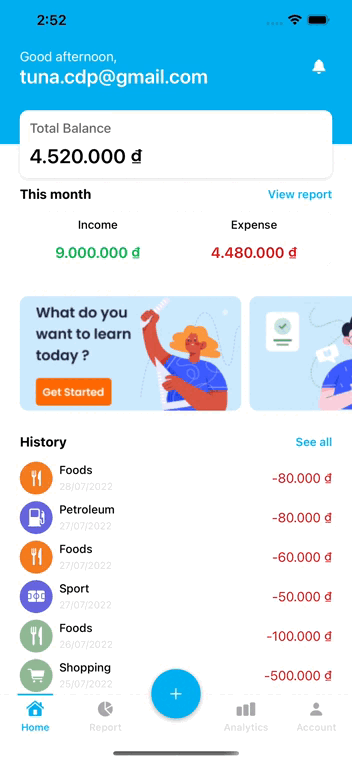 2:52
Good afternoon,
tuna.cdp@gmail.com
Total Balance
4.520.000 đ
This month
View report
Income
Expense
9.000.000 đ
4.480.000 đ
What do you
want to learn
today ?
Get Started
History
See all
Foods
-80.000 đ
28/07/2022
Petroleum
-80.000 đ
27/07/2022
Foods
-60.000 đ
27/07/2022
Sport
-50.000 đ
27/07/2022
Foods
-100.000 đ
26/07/2022
Shopping
-500.000 đ
25/07/2022
Home
Report
Analytics
Account